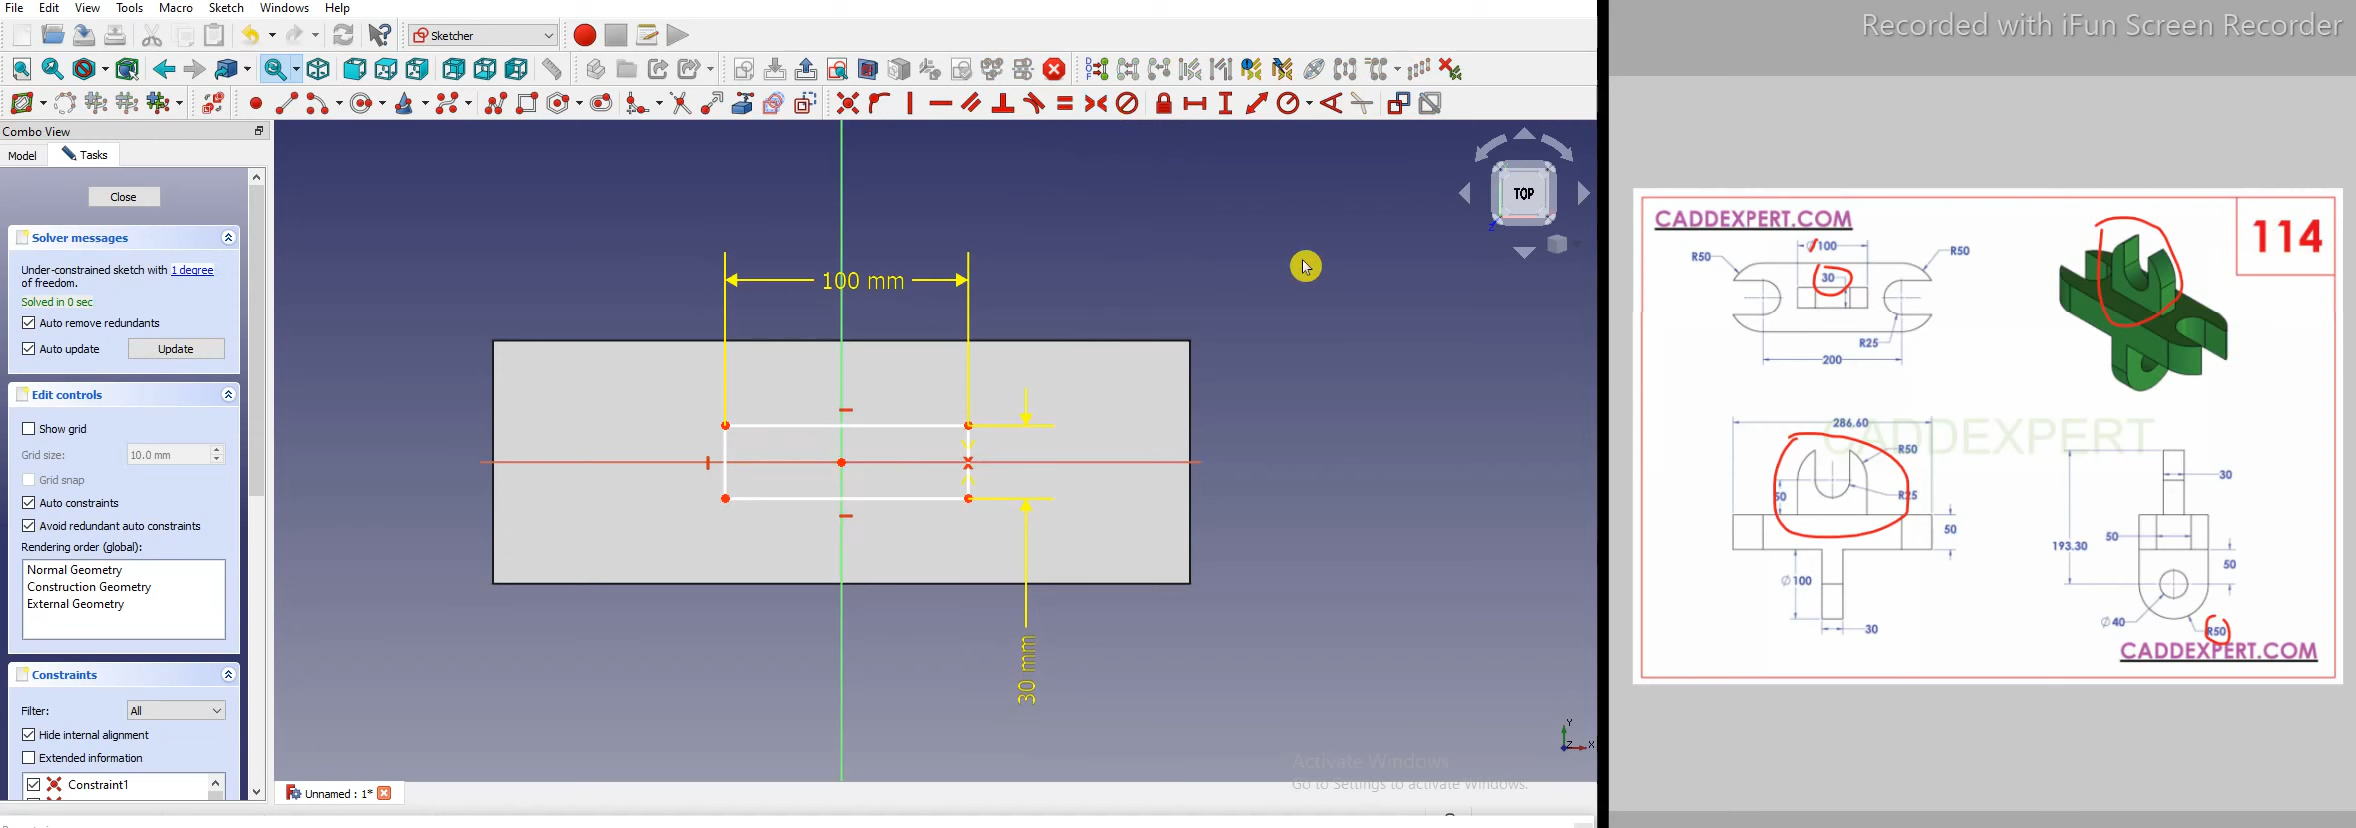 File Edit View Tools Macro Sketch Windows Help
Recorded with iFun Screen Recorder
Sketcher
Combo View
Model Tasks
Close
Solver messages
Under-constrained sketch with 1 degree
of freedom.
Solved in 0 sec
Auto remove redundants
Auto update Update
Edit controls
Show grid
Grid size: 10.0 mm
Grid snap
Auto constraints
Avoid redundant auto constraints
Rendering order (global):
Normal Geometry
Construction Geometry
External Geometry
Constraints
Filter: All
Hide internal alignment
Extended information
Constraint1
100 mm
30 mm
TOP
Z
Y
Z X
Activate Windows
Go to Settings to activate Windows.
Unnamed : 1*
CADDEXPERT.COM
114
∅100
R50 R50
30
R25
200
CADDEXPERT
286.60
R50
R25
50
50
∅100
30
30
50
193.30
50
∅40
R50
CADDEXPERT.COM